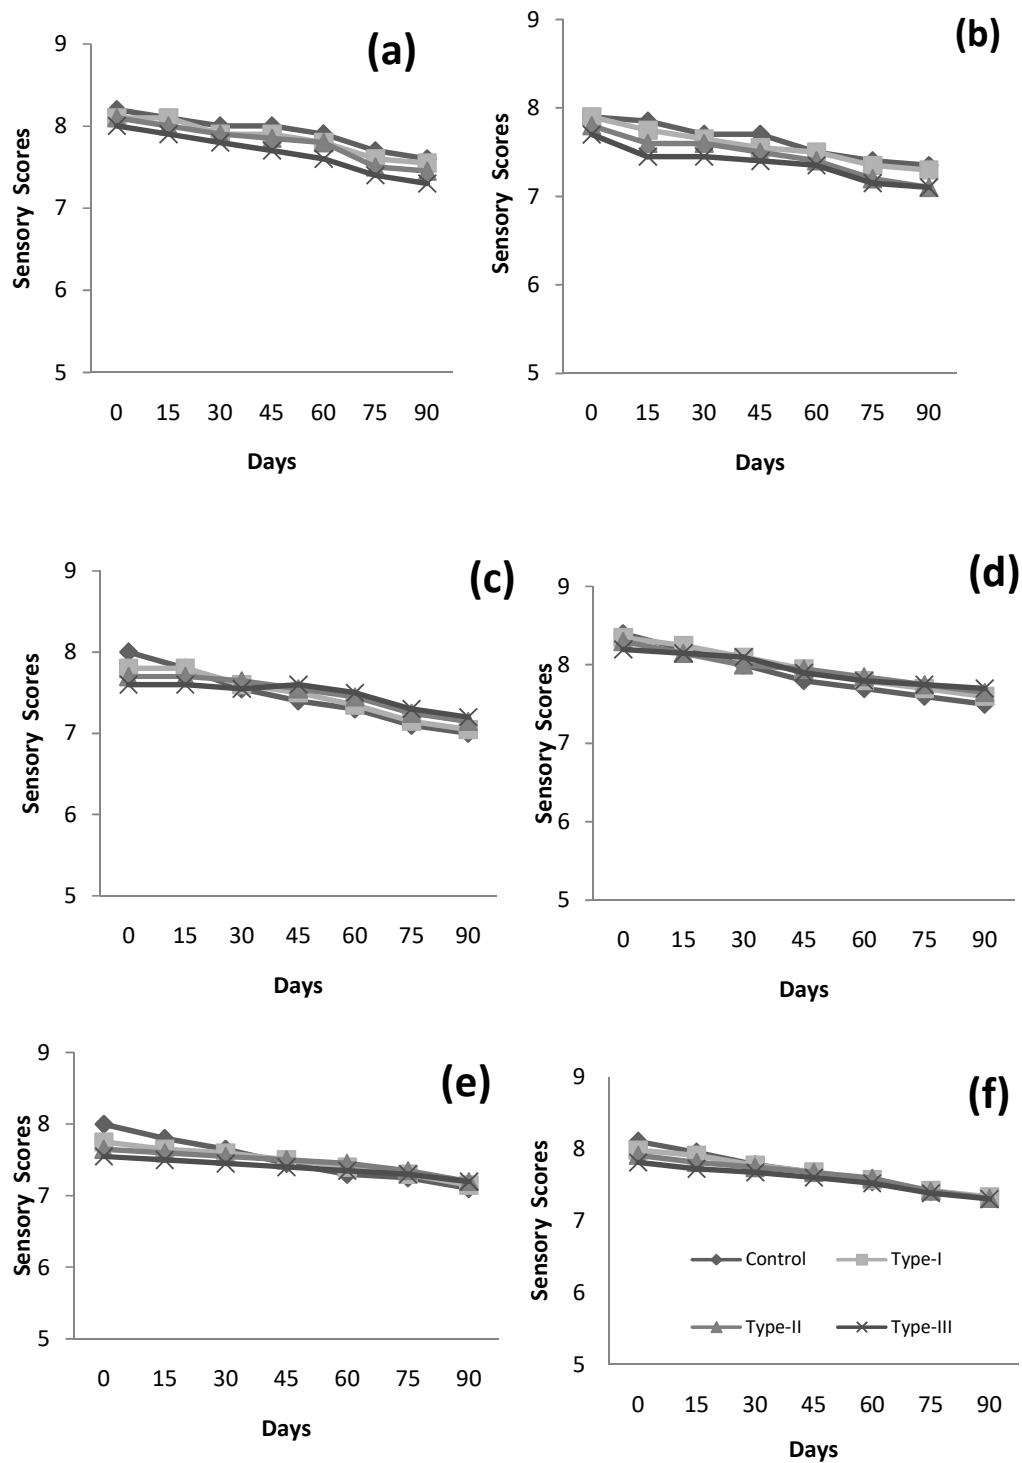 (a)
9
8
7
6
5
Sensory Scores
0 15 30 45 60 75 90
Days
(b)
9
8
7
6
5
Sensory Scores
0 15 30 45 60 75 90
Days
(c)
9
8
7
6
5
Sensory Scores
0 15 30 45 60 75 90
Days
(d)
9
8
7
6
5
Sensory Scores
0 15 30 45 60 75 90
Days
(e)
9
8
7
6
5
Sensory Scores
0 15 30 45 60 75 90
Days
(f)
9
8
7
6
5
Sensory Scores
Control Type-I
Type-II Type-III
0 15 30 45 60 75 90
Days